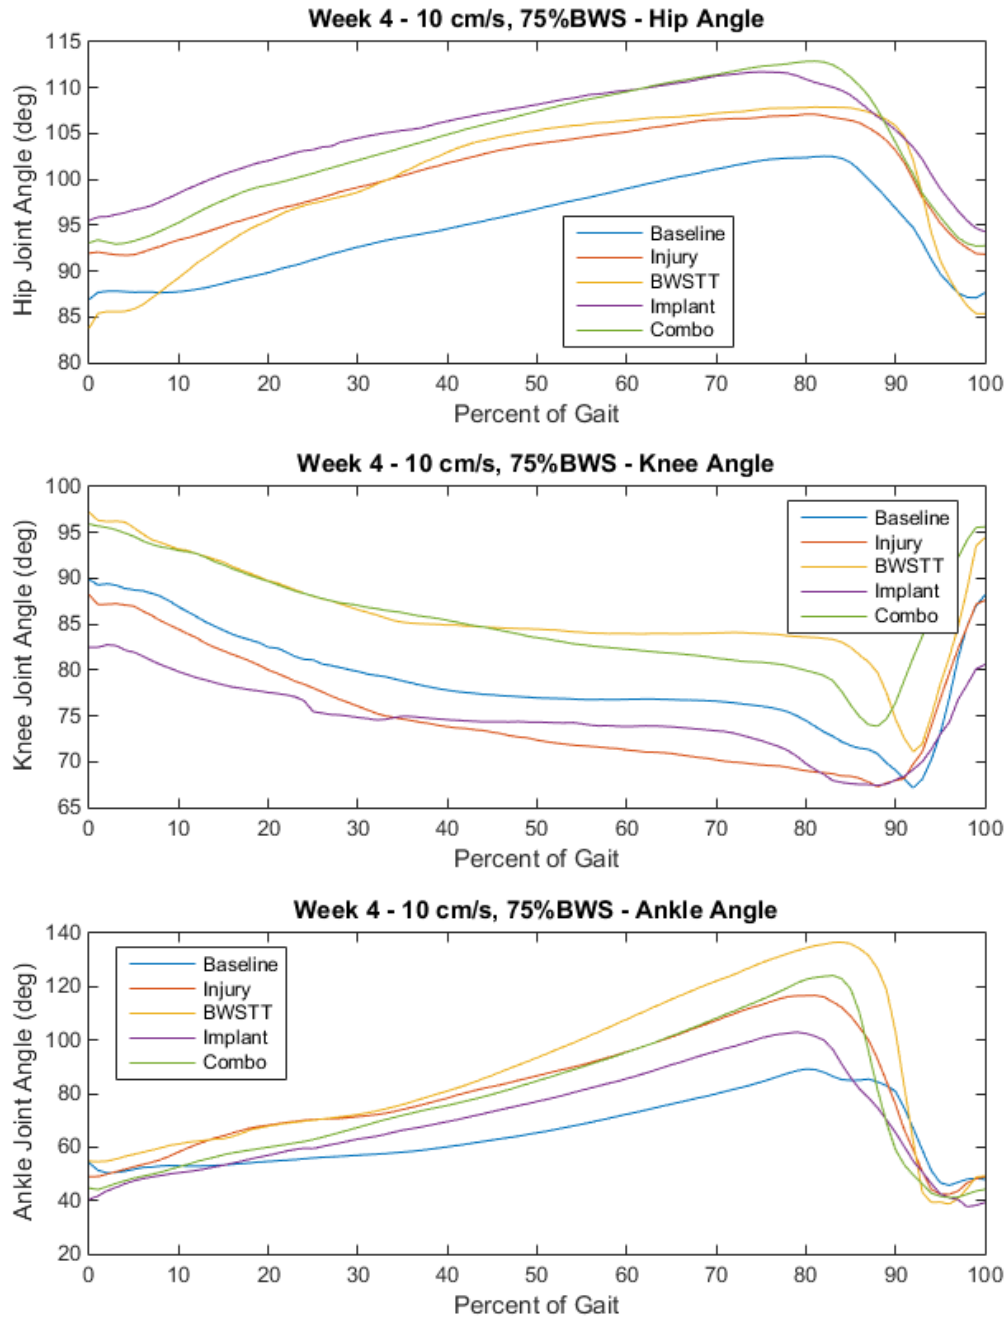 Week 4 - 10 cm/s, 75%BWS - Hip Angle
115
110
105
100
95
90
85
80
Hip Joint Angle (deg)
Baseline
Injury
BWSTT
Implant
Combo
0 10 20 30 40 50 60 70 80 90 100
Percent of Gait
Week 4 - 10 cm/s, 75%BWS - Knee Angle
100
95
90
85
80
75
70
65
Knee Joint Angle (deg)
Baseline
Injury
BWSTT
Implant
Combo
0 10 20 30 40 50 60 70 80 90 100
Percent of Gait
Week 4 - 10 cm/s, 75%BWS - Ankle Angle
140
120
100
80
60
40
20
Ankle Joint Angle (deg)
Baseline
Injury
BWSTT
Implant
Combo
0 10 20 30 40 50 60 70 80 90 100
Percent of Gait